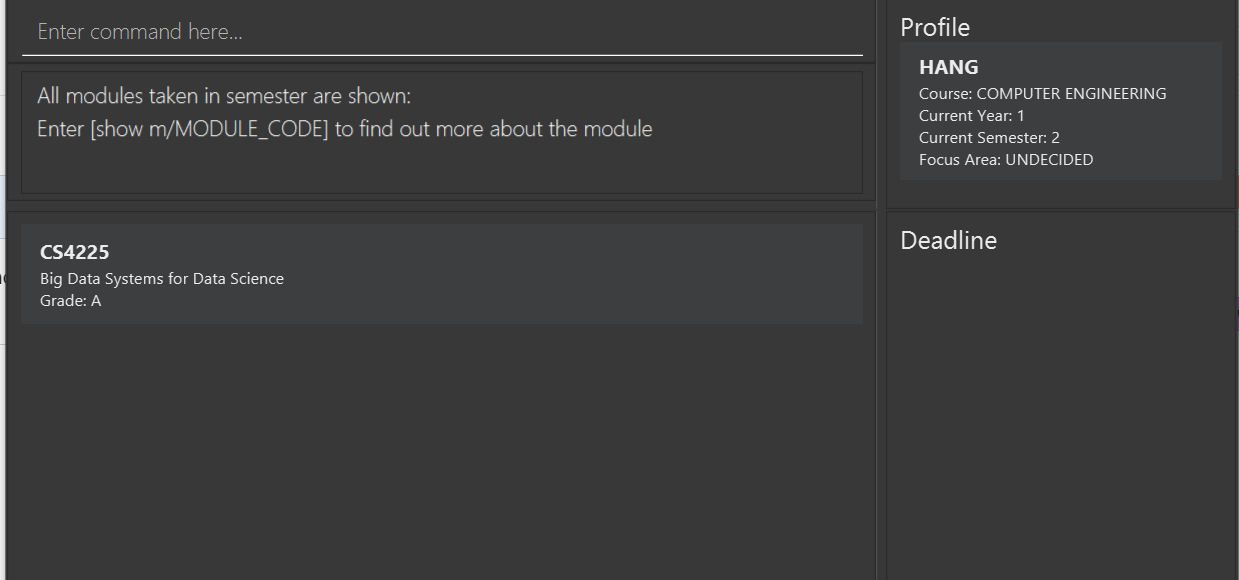 Enter command here...
All modules taken in semester are shown:
Enter [show m/MODULE_CODE] to find out more about the module
CS4225
Big Data Systems for Data Science
Grade: A
Profile
HANG
Course: COMPUTER ENGINEERING
Current Year: 1
Current Semester: 2
Focus Area: UNDECIDED
Deadline